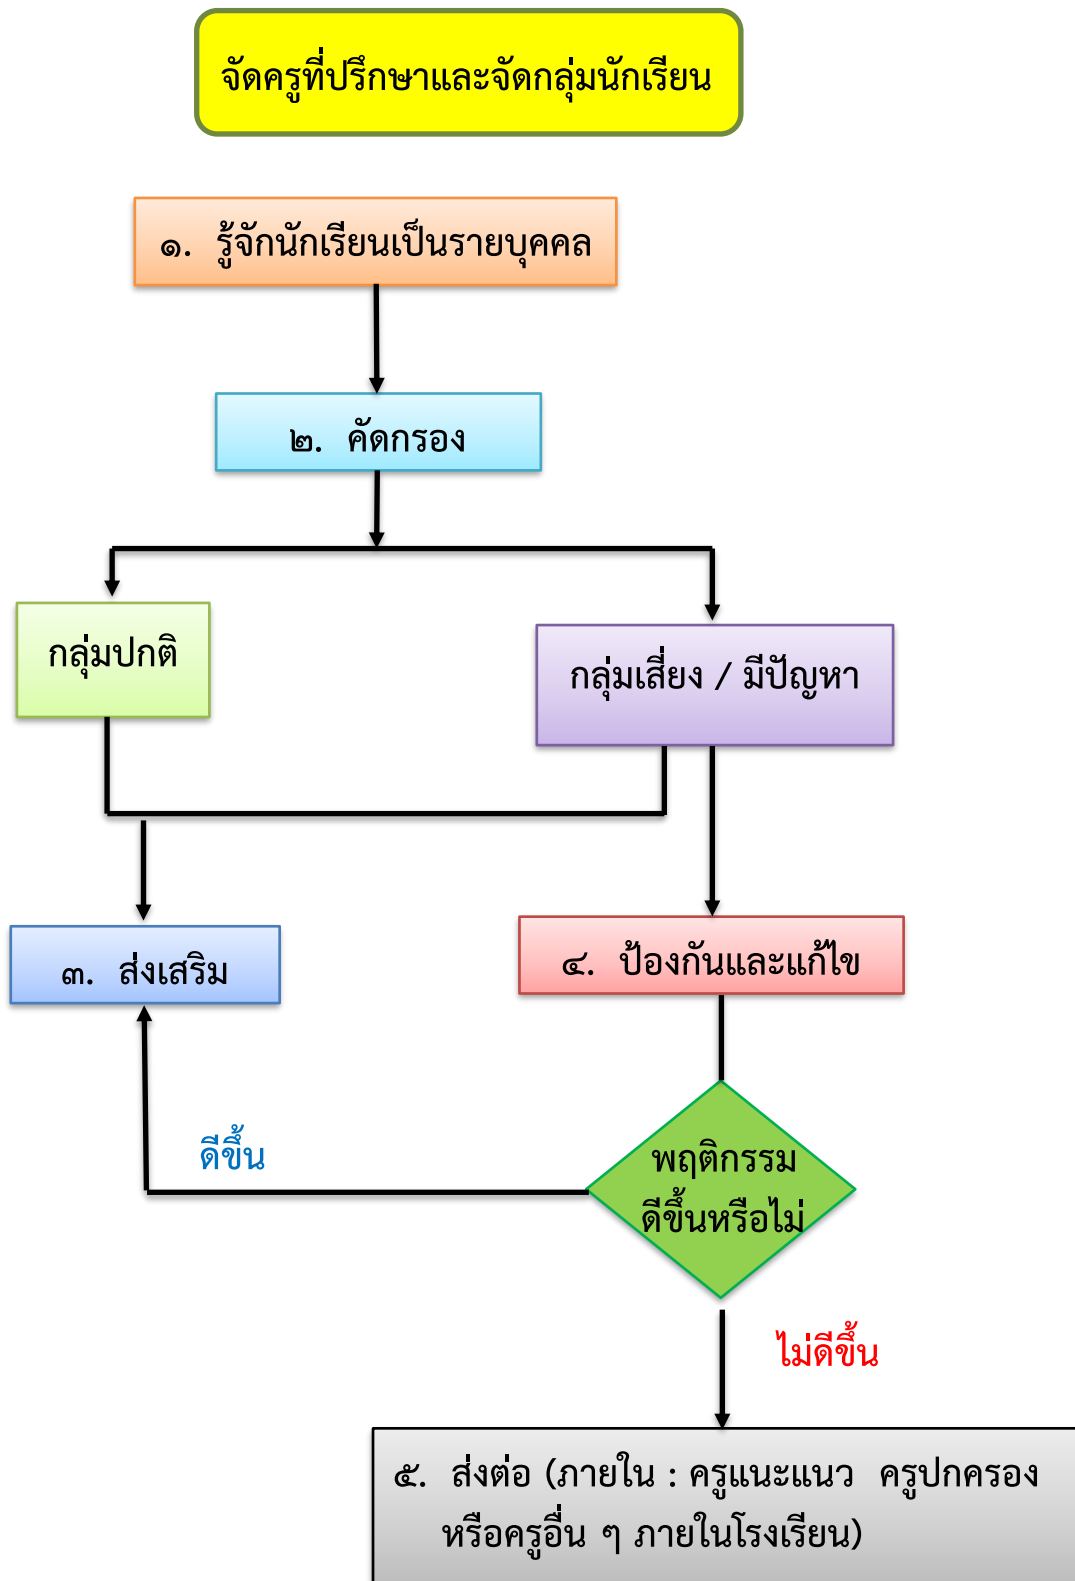 จัดครูที่ปรึกษาและจัดกลุ่มนักเรียน
๑. รู้จักนักเรียนเป็นรายบุคคล
๒. คัดกรอง
กลุ่มปกติ
กลุ่มเสี่ยง / มีปัญหา
๓. ส่งเสริม
๔. ป้องกันและแก้ไข
ดีขึ้น
พฤติกรรม
ดีขึ้นหรือไม่
ไม่ดีขึ้น
๕. ส่งต่อ (ภายใน : ครูแนะแนว ครูปกครอง
หรือครูอื่น ๆ ภายในโรงเรียน)